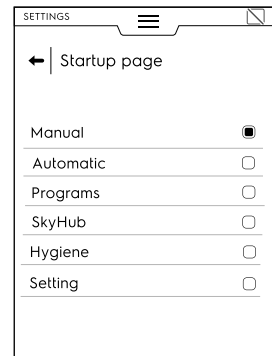 SETTINGS
Startup page
Manual
Automatic
Programs
SkyHub
Hygiene
Setting